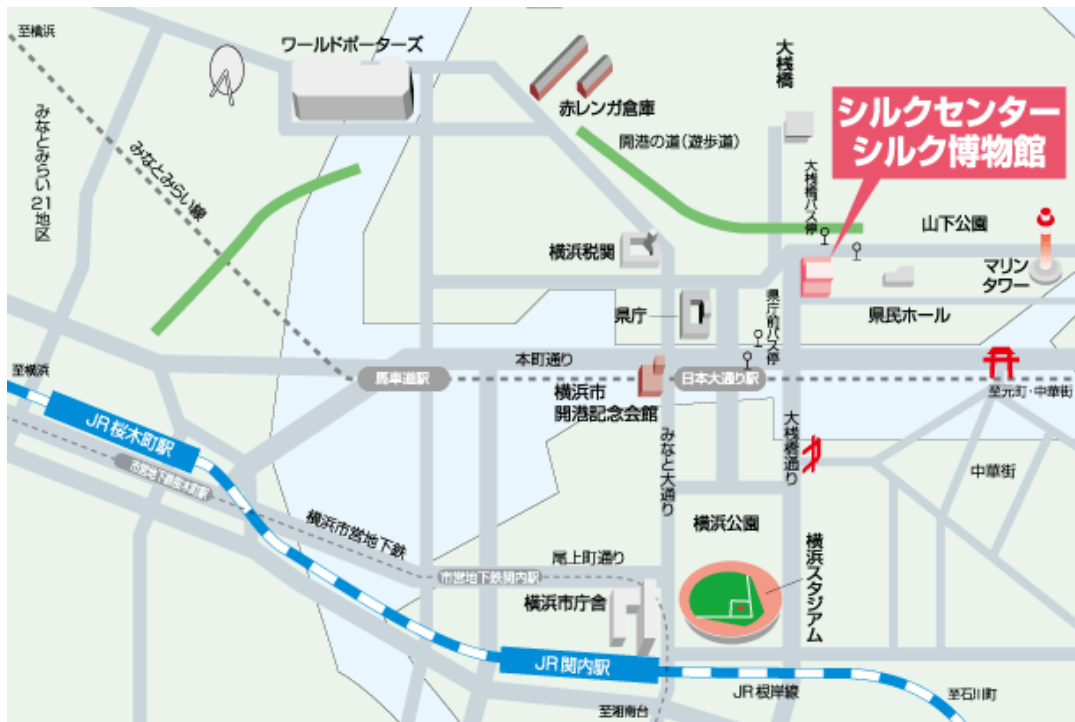 至横浜
ワールドポーターズ
大桟橋
赤レンガ倉庫
シルクセンター
シルク博物館
開港の道(遊歩道)
みなとみらい21地区
みなとみらい線
大桟橋バス停
山下公園
横浜税関
マリン
タワー
県庁
県庁前バス停
県民ホール
本町通り
至横浜
馬車道駅
日本大通り駅
至元町・中華街
横浜市
開港記念会館
JR桜木町駅
みなと大通り
大桟橋通り
中華街
市営地下鉄桜木町駅
横浜市営地下鉄
横浜公園
尾上町通り
横浜スタジアム
市営地下鉄関内駅
横浜市庁舎
JR関内駅
JR根岸線
至石川町
至湘南台